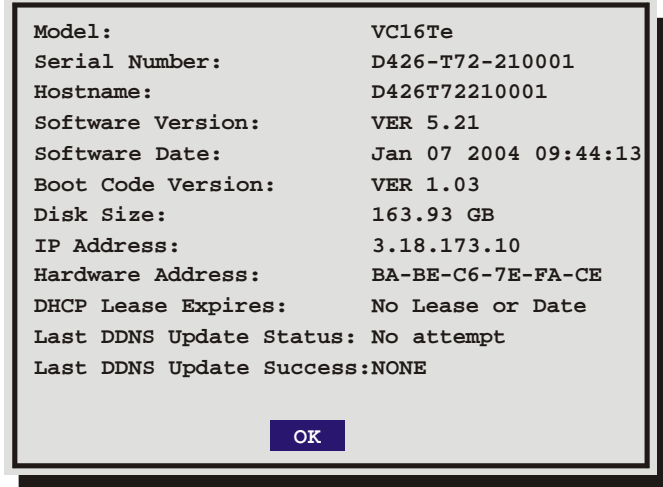 Model: VC16Te
Serial Number: D426-T72-210001
Hostname: D426T72210001
Software Version: VER 5.21
Software Date: Jan 07 2004 09:44:13
Boot Code Version: VER 1.03
Disk Size: 163.93 GB
IP Address: 3.18.173.10
Hardware Address: BA-BE-C6-7E-FA-CE
DHCP Lease Expires: No Lease or Date
Last DDNS Update Status: No attempt
Last DDNS Update Success:NONE
OK